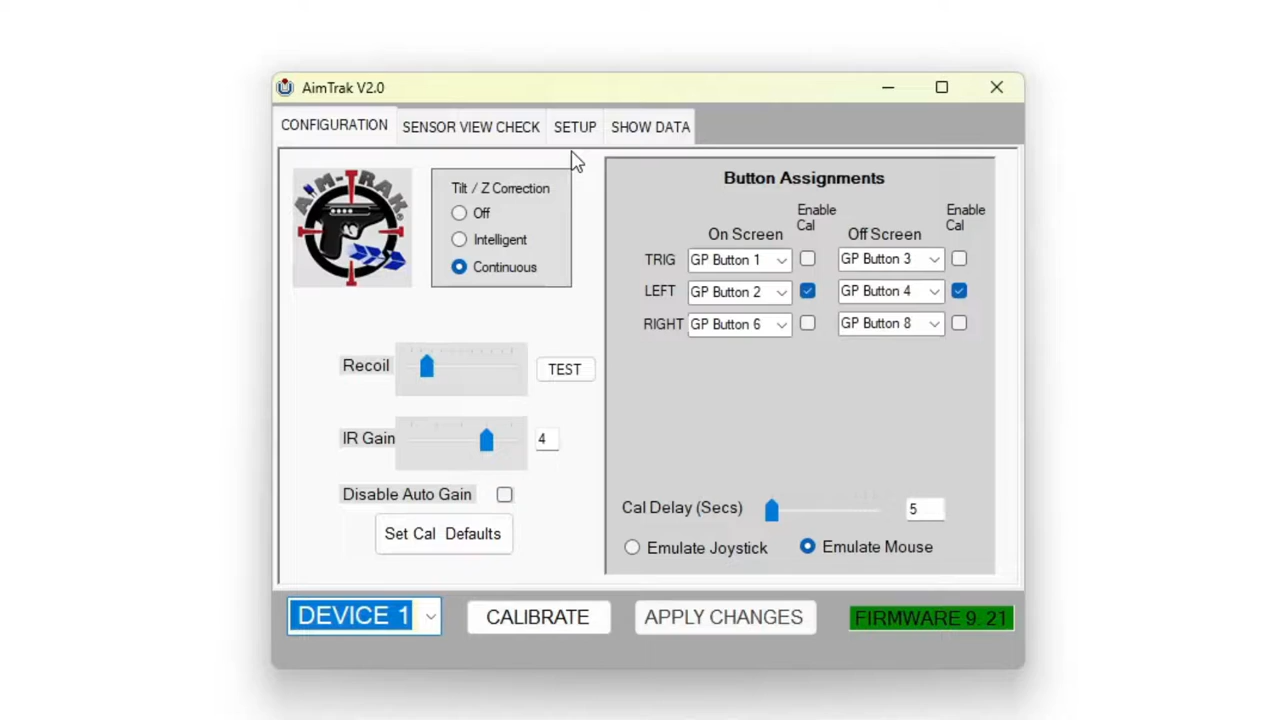 AimTrak V2.0
CONFIGURATION SENSOR VIEW CHECK SETUP SHOW DATA
AIM-TRAK®
Tilt / Z Correction
Off
Intelligent
Continuous
Button Assignments
On Screen Enable Cal Off Screen Enable Cal
TRIG GP Button 1 GP Button 3
LEFT GP Button 2 GP Button 4
RIGHT GP Button 6 GP Button 8
Recoil TEST
IR Gain 4
Disable Auto Gain
Set Cal Defaults
Cal Delay (Secs) 5
Emulate Joystick Emulate Mouse
DEVICE 1 CALIBRATE APPLY CHANGES FIRMWARE 9. 21